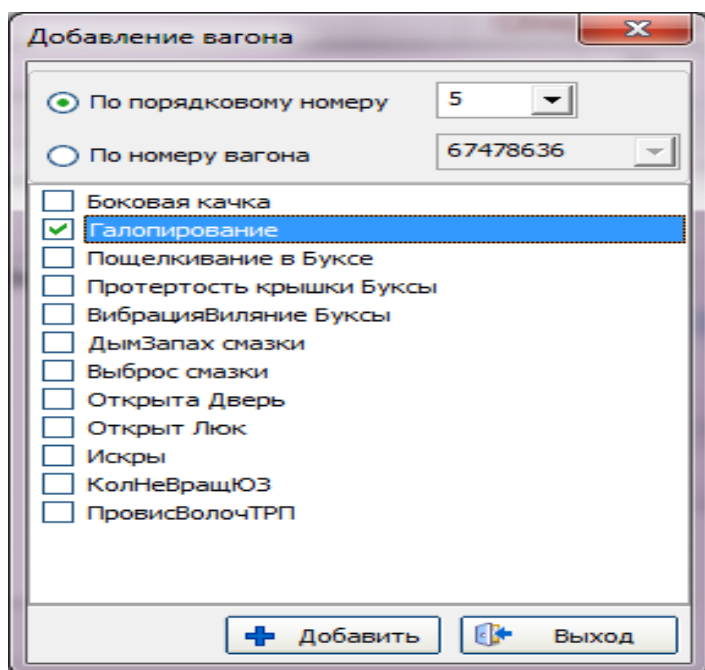 Добавление вагона
По порядковому номеру 5
По номеру вагона 67478636
Боковая качка
Галопирование
Пощелкивание в Буксе
Протертость крышки Буксы
ВибрацияВиляние Буксы
ДымЗапах смазки
Выброс смазки
Открыта Дверь
Открыт Люк
Искры
КолНеВращЮЗ
ПровисВолочТРП
Добавить Выход